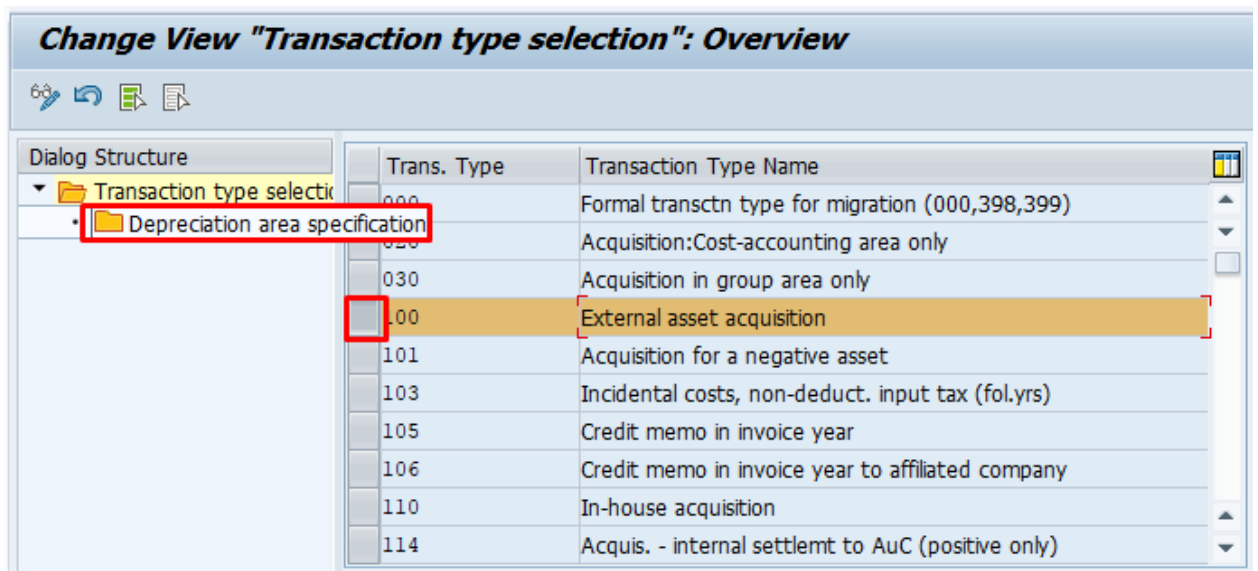 Change View "Transaction type selection": Overview
Dialog Structure
Trans. Type Transaction Type Name
Transaction type selectic
Depreciation area specification
000 Formal transctn type for migration (000,398,399)
Acquisition:Cost-accounting area only
030 Acquisition in group area only
100 External asset acquisition
101 Acquisition for a negative asset
103 Incidental costs, non-deduct. input tax (fol.yrs)
105 Credit memo in invoice year
106 Credit memo in invoice year to affiliated company
110 In-house acquisition
114 Acquis. - internal settlemt to AuC (positive only)